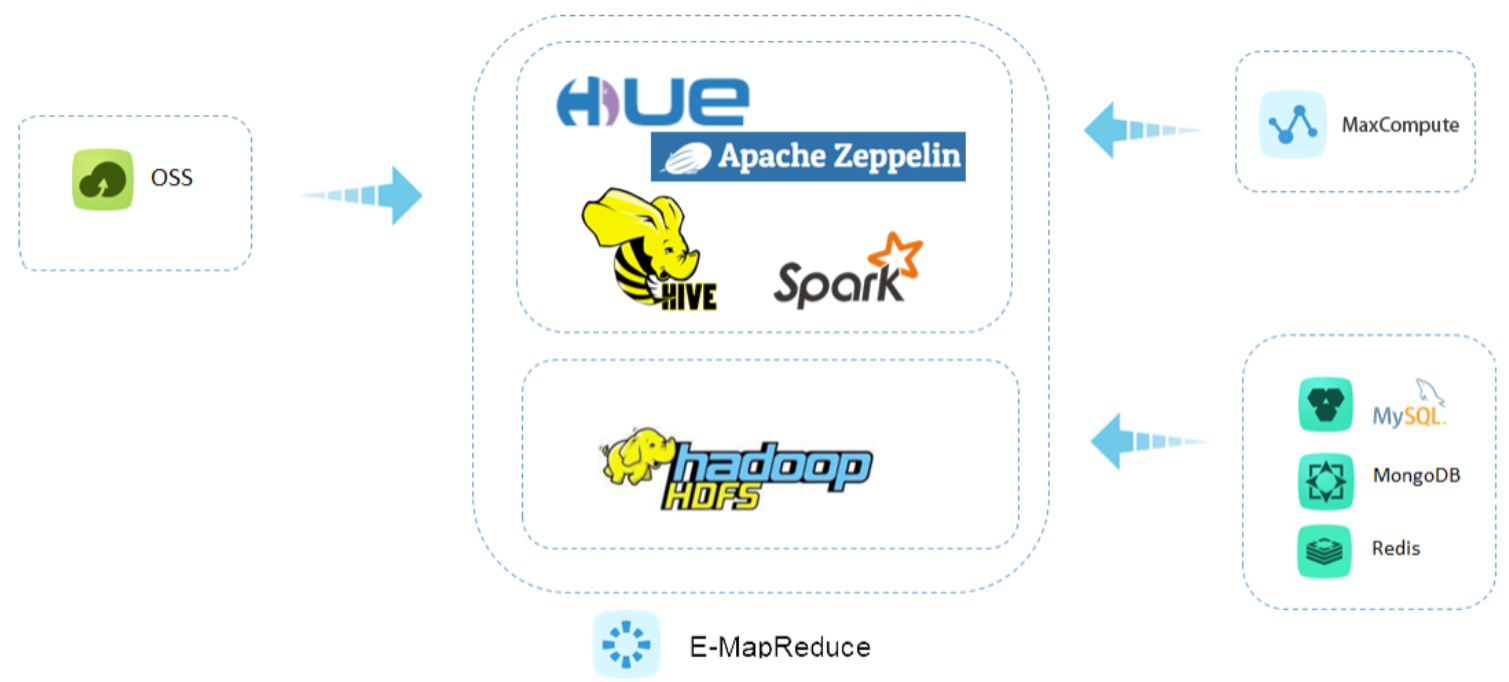 OSS
HUE
Apache Zeppelin
HIVE
Spark
hadoop
HDFS
E-MapReduce
MaxCompute
MySQL
MongoDB
Redis